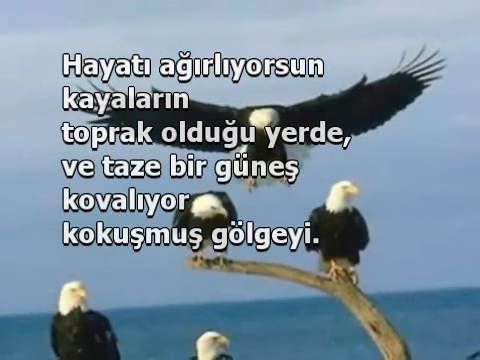 Hayatı ağırlıyorsun
kayaların
toprak olduğu yerde,
ve taze bir güneş
kovalıyor
kokuşmuş gölgeyi.